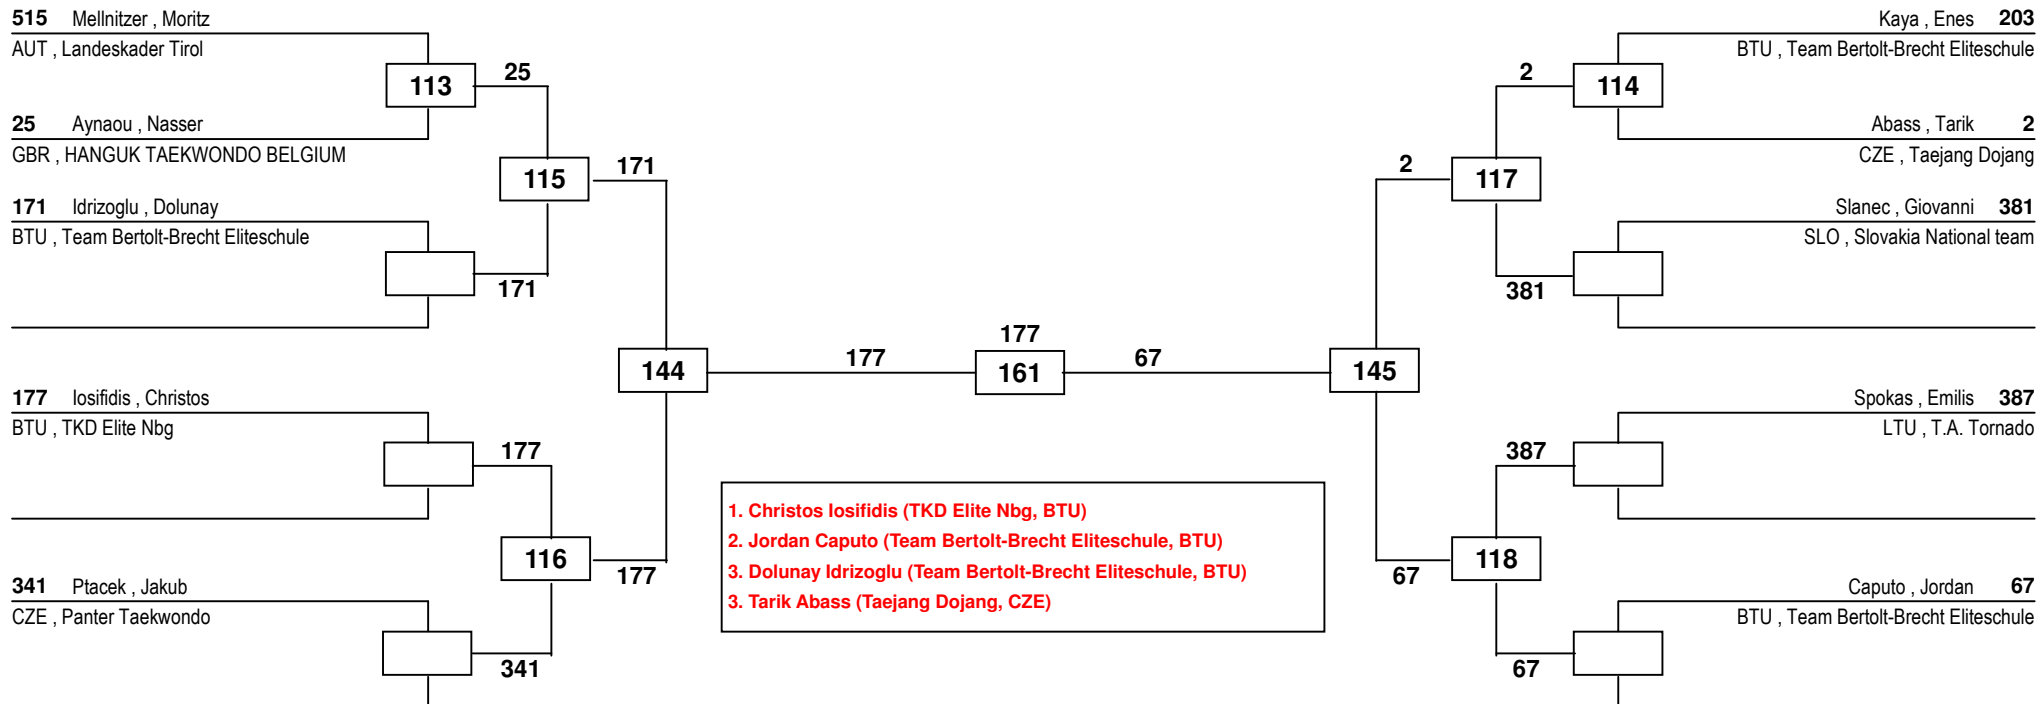 515 Mellnitzer , Moritz
AUT , Landeskader Tirol
113
25
25 Aynaou , Nasser
GBR , HANGUK TAEKWONDO BELGIUM
115
171
171 Idrizoglu , Dolunay
BTU , Team Bertolt-Brecht Eliteschule
171
144
177
177 Iosifidis , Christos
BTU , TKD Elite Nbg
177
116
177
341 Ptacek , Jakub
CZE , Panter Taekwondo
341
177
161
67
1. Christos Iosifidis (TKD Elite Nbg, BTU)
2. Jordan Caputo (Team Bertolt-Brecht Eliteschule, BTU)
3. Dolunay Idrizoglu (Team Bertolt-Brecht Eliteschule, BTU)
3. Tarik Abass (Taejang Dojang, CZE)
Kaya , Enes 203
BTU , Team Bertolt-Brecht Eliteschule
2
114
Abass , Tarik 2
CZE , Taejang Dojang
2
117
Slanec , Giovanni 381
SLO , Slovakia National team
381
145
Spokas , Emilis 387
LTU , T.A. Tornado
387
118
67
Caputo , Jordan 67
BTU , Team Bertolt-Brecht Eliteschule
67